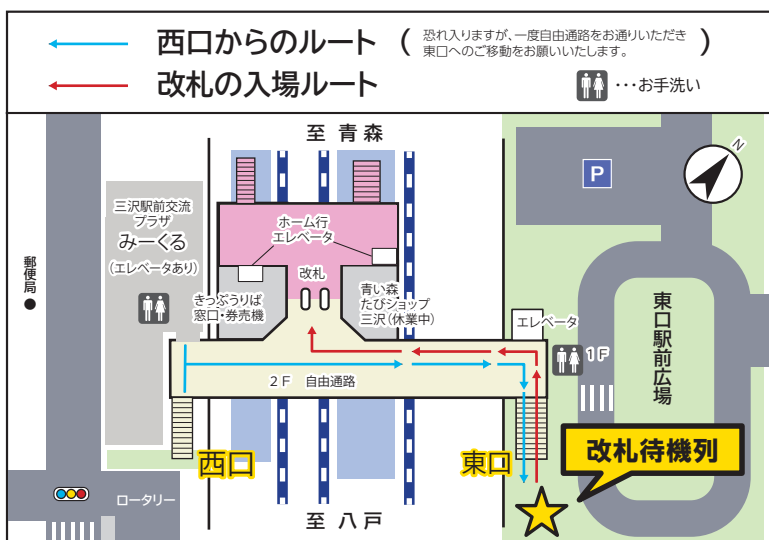 西口からのルート
(恐れ入りますが、一度自由通路をお通りいただき
東口へのご移動をお願いいたします。)
改札の入場ルート
･･･お手洗い
至 青森
N
P
三沢駅前交流
プラザ
みーくる
(エレベータあり)
ホーム行
エレベータ
改札
郵便局
きっぷうりば
窓口・券売機
青い森
たびショップ
三沢(休業中)
エレベータ
1F
東口駅前広場
2F 自由通路
西口
東口
改札待機列
ロータリー
至 八戸